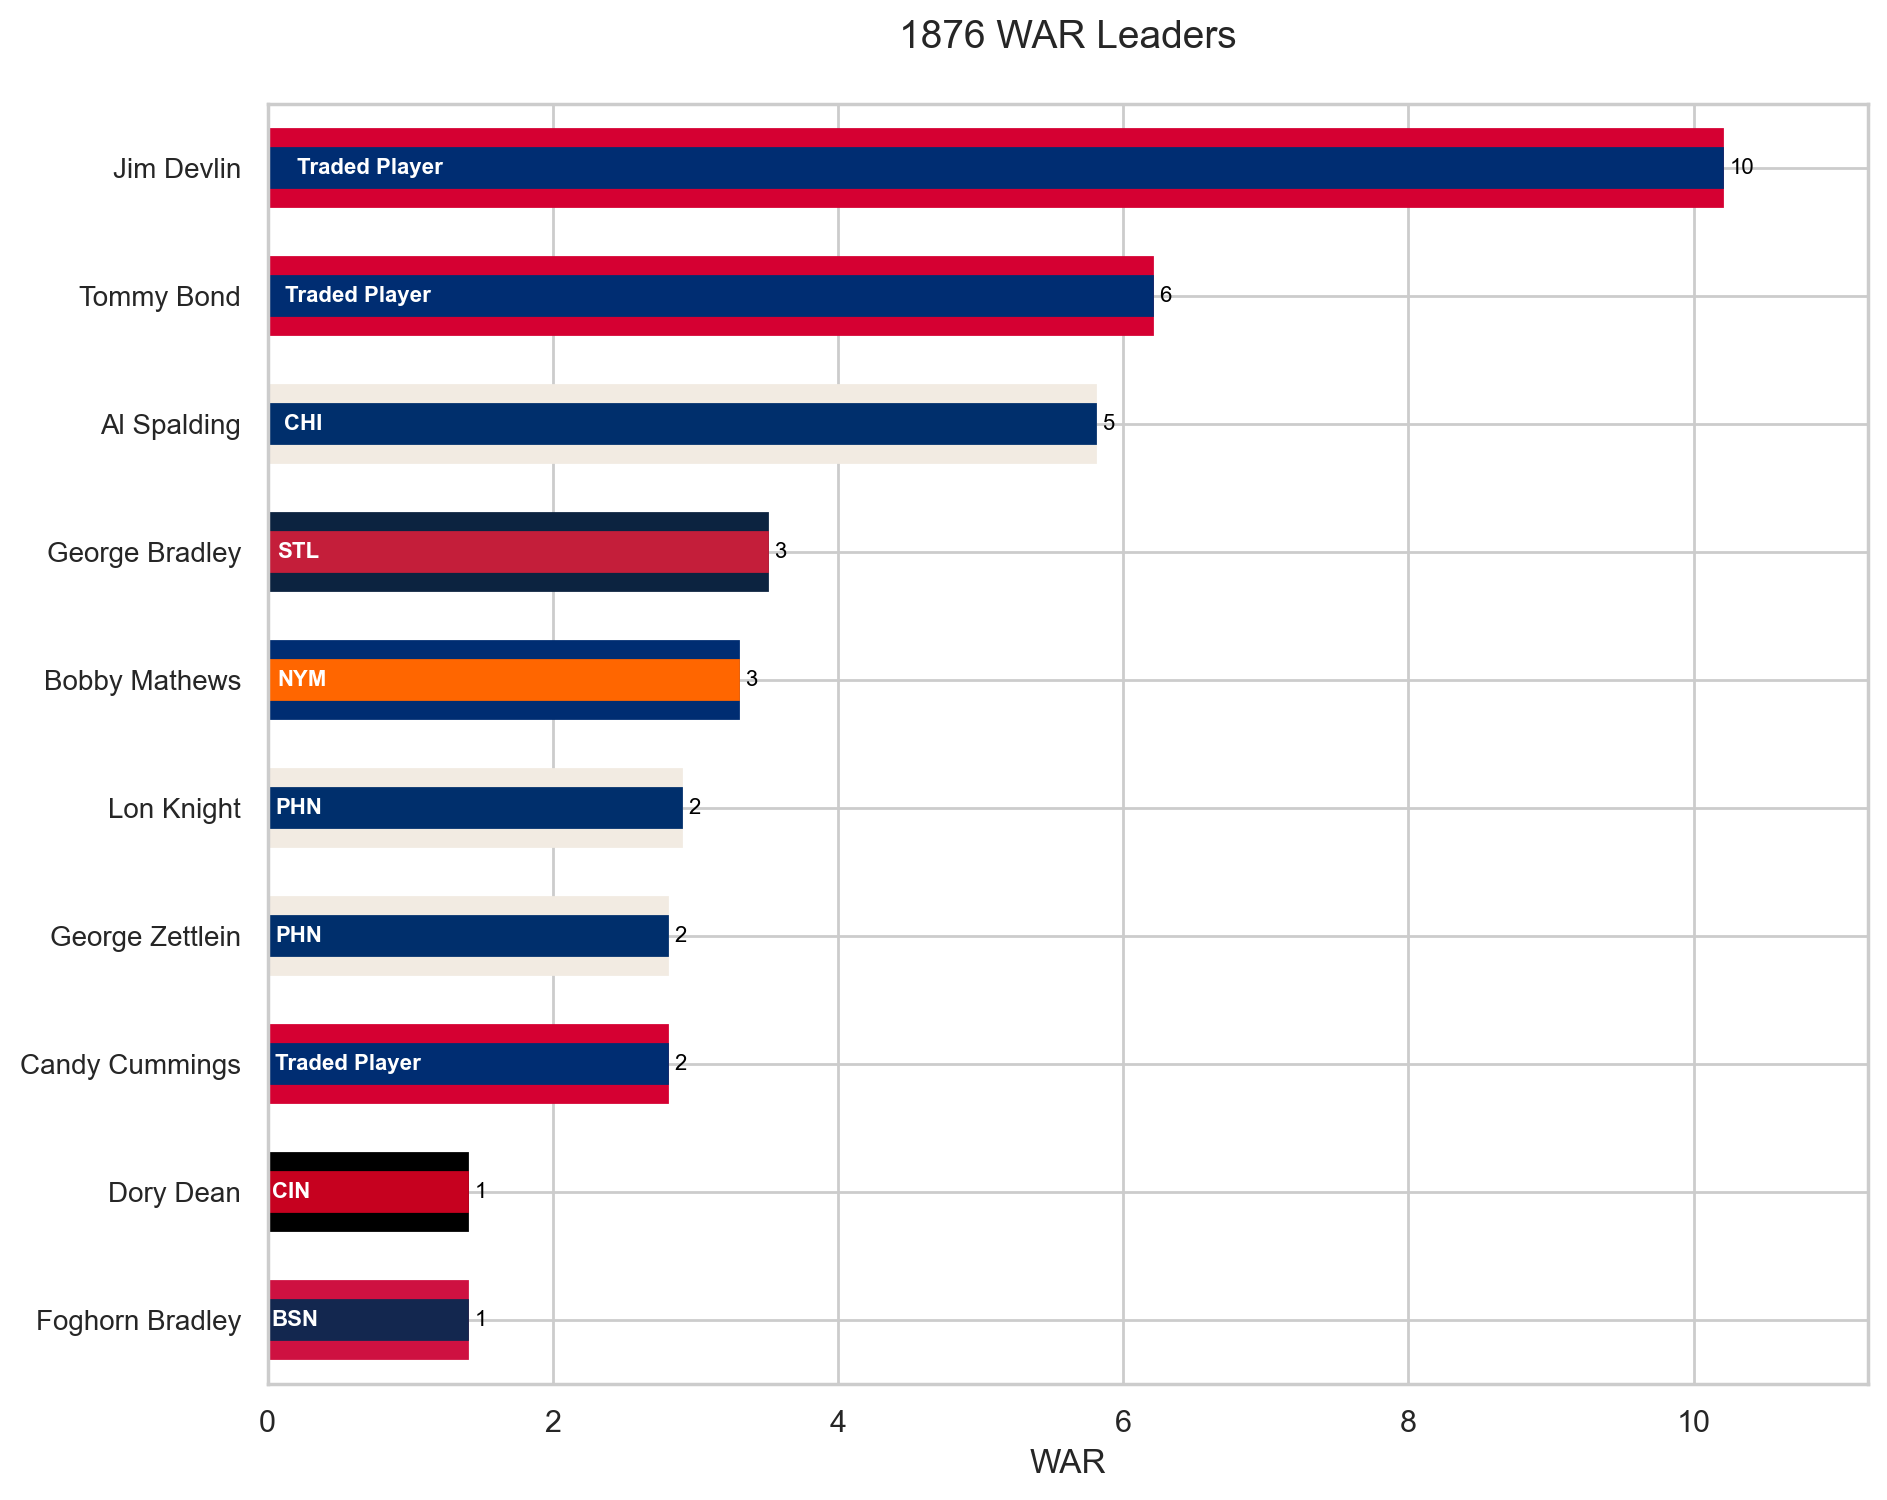 1876 WAR Leaders
Jim Devlin Traded Player 10
Tommy Bond Traded Player 6
Al Spalding CHI 5
George Bradley STL 3
Bobby Mathews NYM 3
Lon Knight PHN 2
George Zettlein PHN 2
Candy Cummings Traded Player 2
Dory Dean CIN 1
Foghorn Bradley BSN 1
0 2 4 6 8 10
WAR